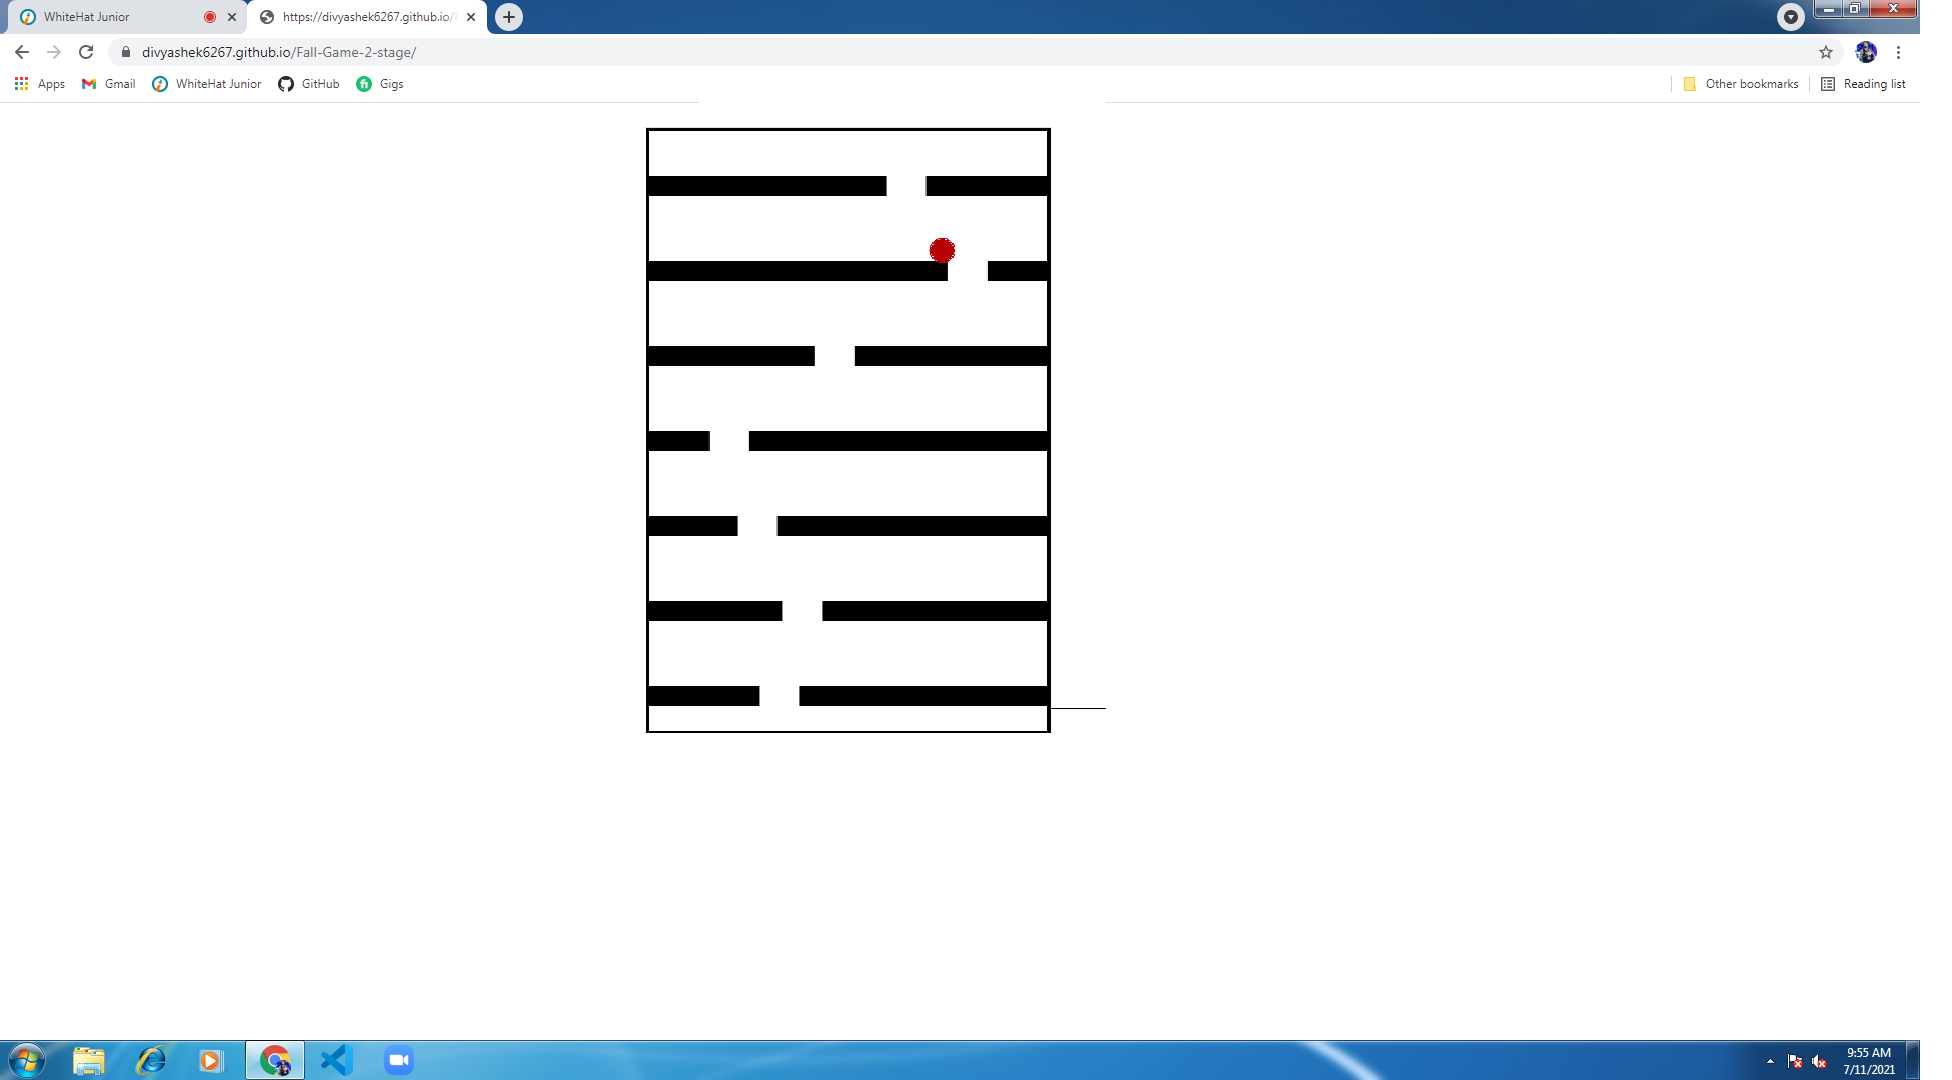 WhiteHat Junior
https://divyashek6267.github.io/
divyashek6267.github.io/Fall-Game-2-stage/
Apps Gmail WhiteHat Junior GitHub Gigs Other bookmarks Reading list
9:55 AM
7/11/2021